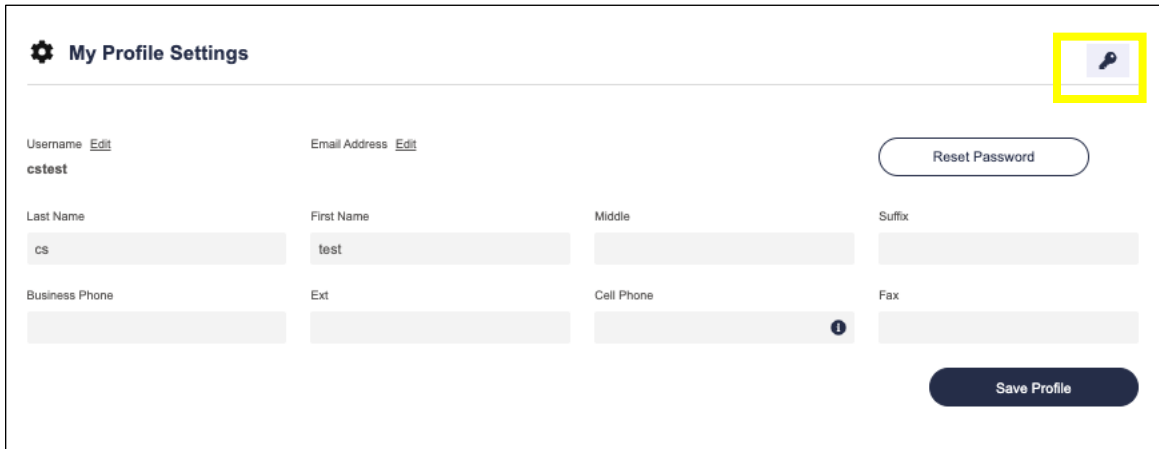 My Profile Settings
Username Edit
Email Address Edit
Reset Password
cstest
Last Name
First Name
Middle
Suffix
cs
test
Business Phone
Ext
Cell Phone
Fax
Save Profile